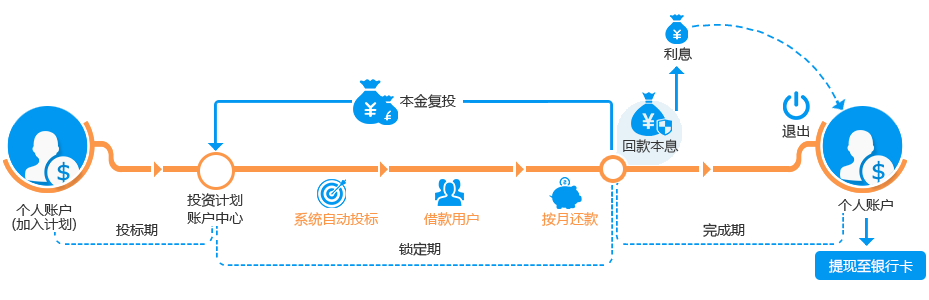 利息
本金复投
退出
回款本息
个人账户
(加入计划)
投资计划
账户中心
系统自动投标
借款用户
按月还款
个人账户
投标期
锁定期
完成期
提现至银行卡